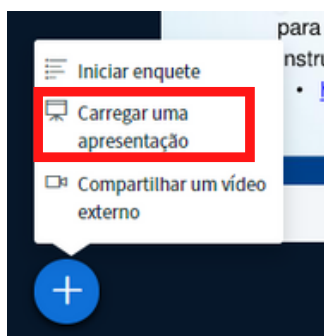 para
nstru
Iniciar enquete
Carregar uma
apresentação
Compartilhar um vídeo
externo